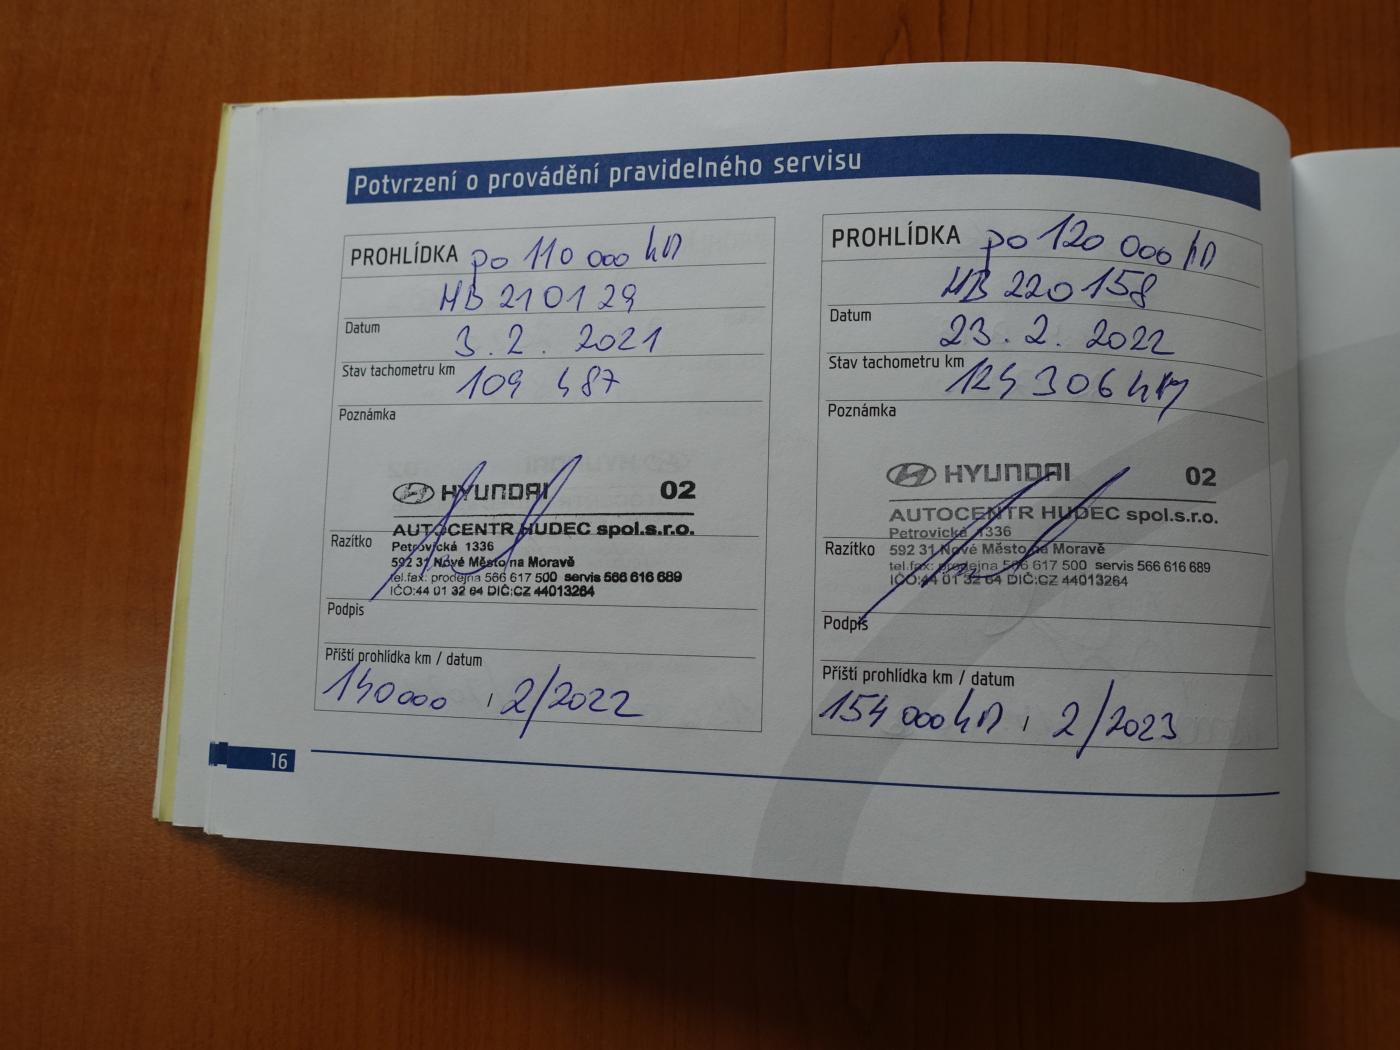 Potvrzení o provádění pravidelného servisu
PROHLÍDKA po 110 000 km
HB 210129
Datum 3. 2. 2021
Stav tachometru km 109 487
Poznámka
HYUNDAI 02
AUTOCENTR HUDEC spol.s.r.o.
Petrovická 1336
592 31 Nové Město na Moravě
Razítko
tel.fax: prodejna 566 617 500 servis 566 616 689
IČO:44 01 32 64 DIČ:CZ 44013264
Podpis
Příští prohlídka km / datum
140000 / 2/2022
PROHLÍDKA po 120 000 km
HB 220158
Datum 23. 2. 2022
Stav tachometru km 124 306 km
Poznámka
HYUNDAI 02
AUTOCENTR HUDEC spol.s.r.o.
Petrovická 1336
Razítko
592 31 Nové Město na Moravě
tel.fax: prodejna 566 617 500 servis 566 616 689
IČO:44 01 32 64 DIČ:CZ 44013264
Podpis
Příští prohlídka km / datum
154 000 km / 2/2023
16